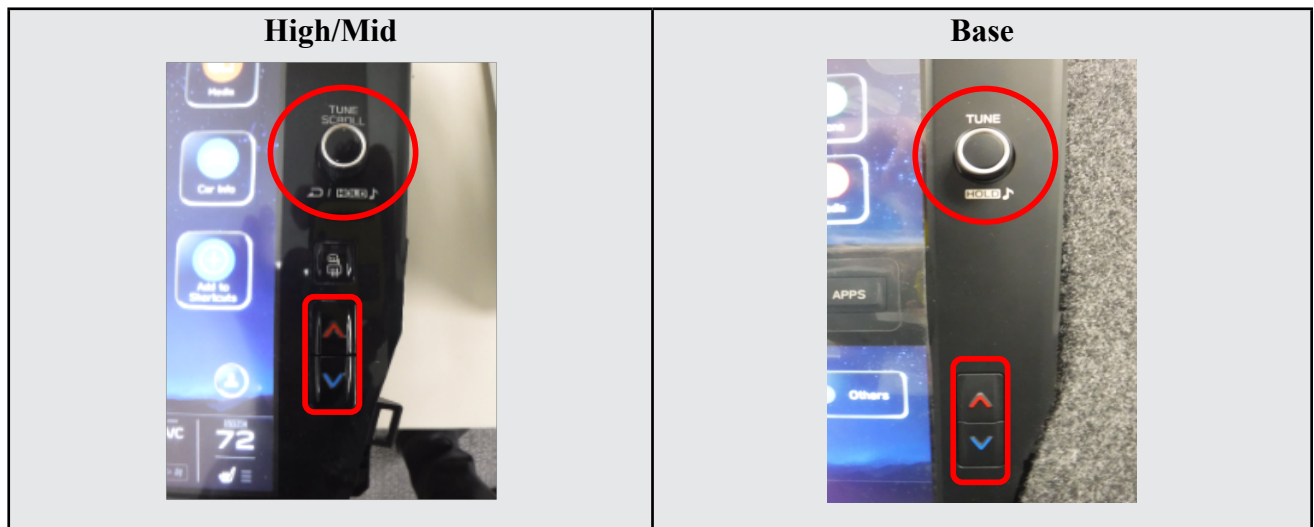 High/Mid
Base
Media
TUNE
SCROLL
/ HOLD ♪
Car Info
Add to
Shortcuts
72
TUNE
HOLD ♪
APPS
Others